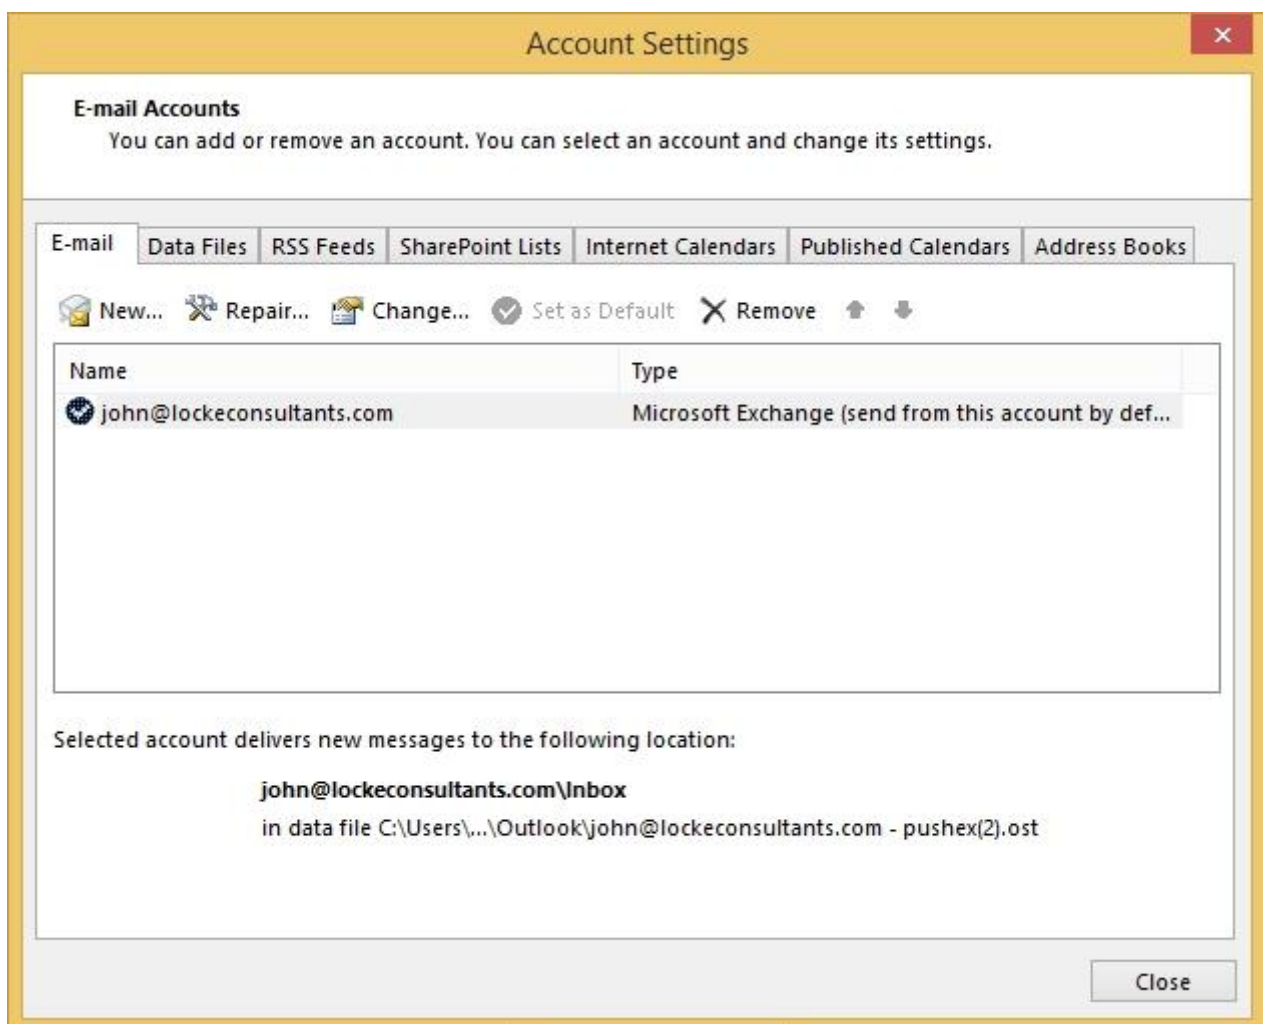 Account Settings
E-mail Accounts
You can add or remove an account. You can select an account and change its settings.
E-mail Data Files RSS Feeds SharePoint Lists Internet Calendars Published Calendars Address Books
New... Repair... Change... Set as Default Remove
Name Type
john@lockeconsultants.com Microsoft Exchange (send from this account by def...
Selected account delivers new messages to the following location:
john@lockeconsultants.com\Inbox
in data file C:\Users\...\Outlook\john@lockeconsultants.com - pushex(2).ost
Close